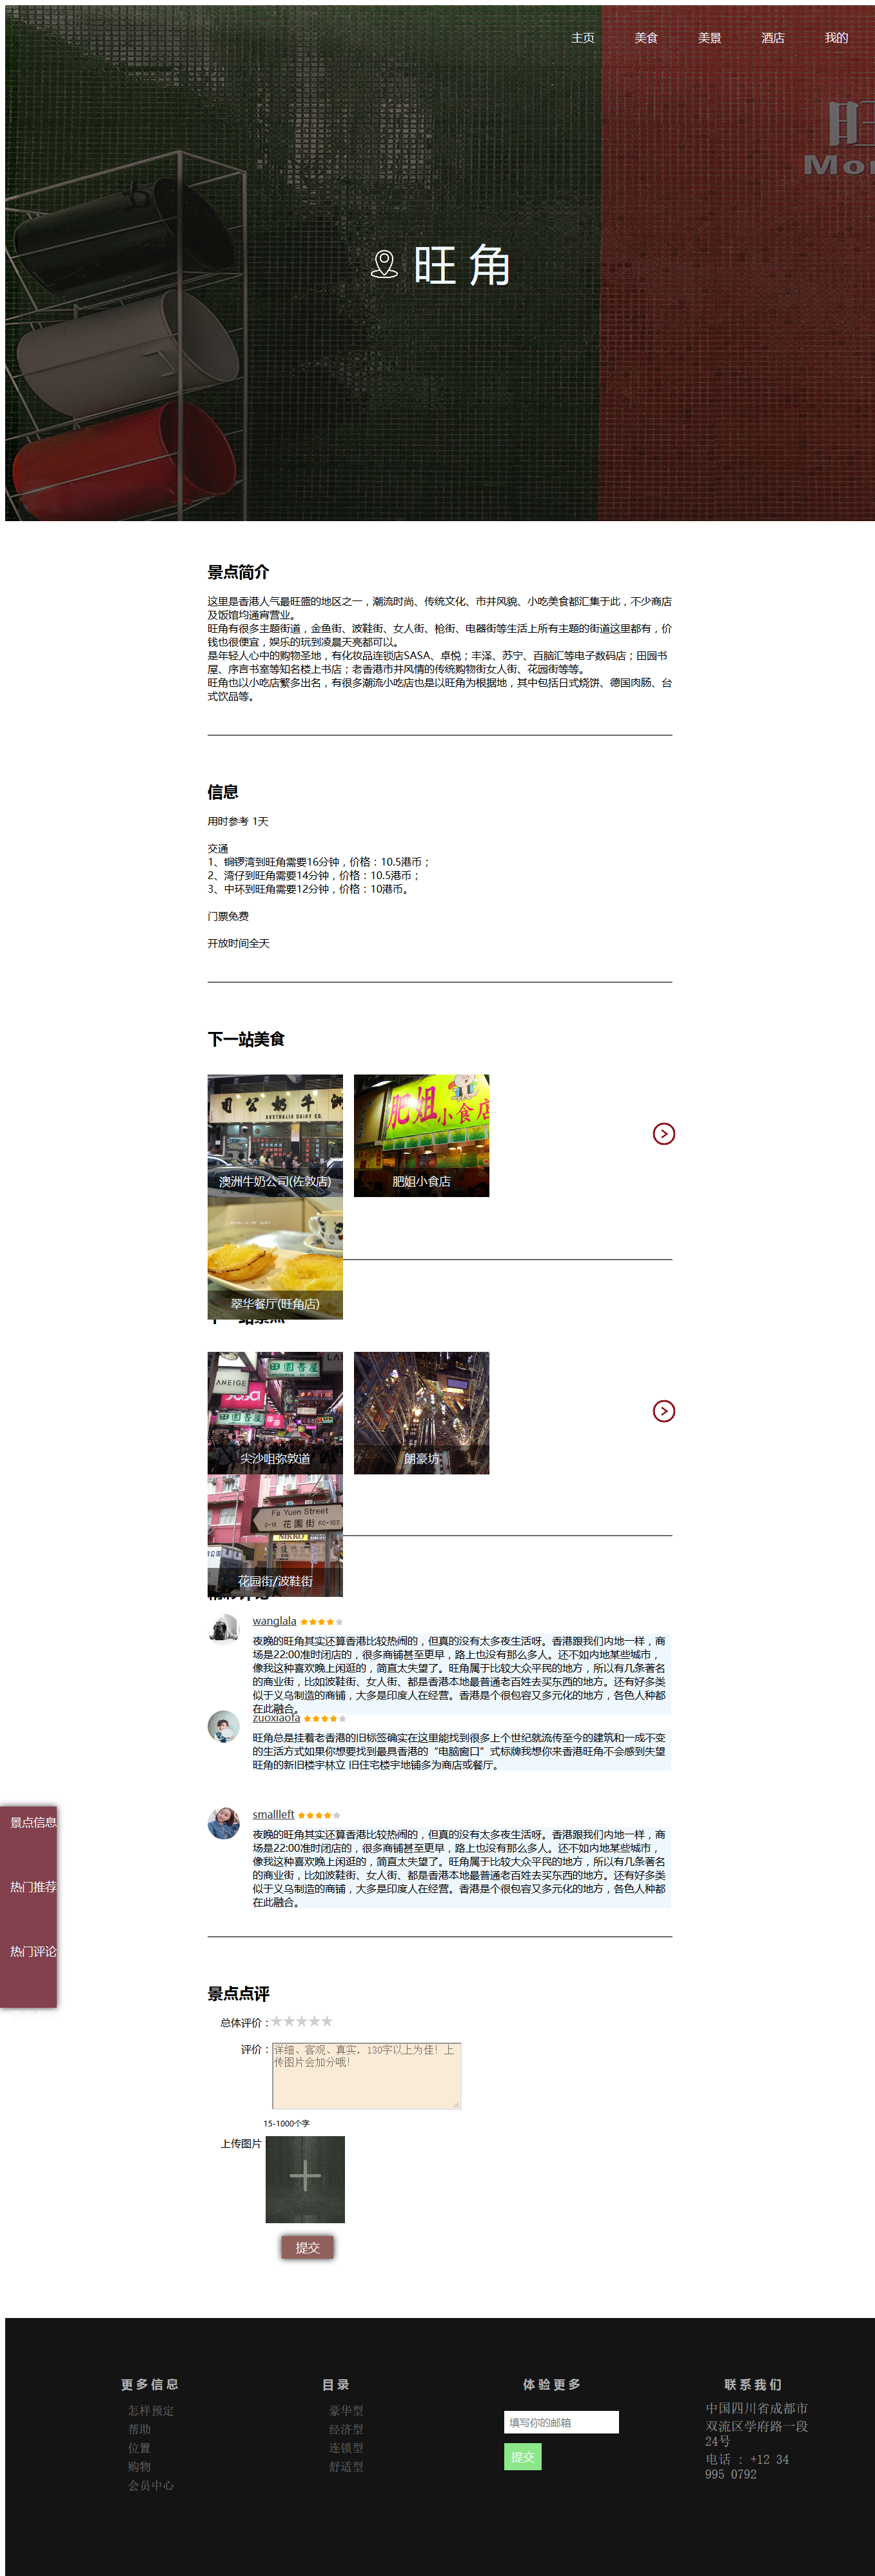 主页 美食 美景 酒店 我的
旺
Mon
旺角
景点简介
这里是香港人气最旺盛的地区之一，潮流时尚、传统文化、市井风貌、小吃美食都汇集于此，不少商店
及饭馆均通宵营业。
旺角有很多主题街道，金鱼街、波鞋街、女人街、枪街、电器街等生活上所有主题的街道这里都有，价
钱也很便宜，娱乐的玩到凌晨天亮都可以。
是年轻人心中的购物圣地，有化妆品连锁店SASA、卓悦；丰泽、苏宁、百脑汇等电子数码店；田园书
屋、序言书室等知名楼上书店；老香港市井风情的传统购物街女人街、花园街等等。
旺角也以小吃店繁多出名，有很多潮流小吃店也是以旺角为根据地，其中包括日式烧饼、德国肉肠、台
式饮品等。
信息
用时参考 1天
交通
1、铜锣湾到旺角需要16分钟，价格：10.5港币；
2、湾仔到旺角需要14分钟，价格：10.5港币；
3、中环到旺角需要12分钟，价格：10港币。
门票免费
开放时间全天
下一站美食
司公奶牛洲
AUSTRALIA DAIRY CO.
澳洲牛奶公司(佐敦店)
肥姐小食店
肥姐小食店
翠华餐厅(旺角店)
下一站景点
田園書屋
LANEIGE
sasa
田園書屋
尖沙咀弥敦道
朗豪坊
Fa Yuen Street
花園街
NIKKO
花园街/波鞋街
精彩评论
wanglala
夜晚的旺角其实还算香港比较热闹的，但真的没有太多夜生活呀。香港跟我们内地一样，商
场是22:00准时闭店的，很多商铺甚至更早，路上也没有那么多人。还不如内地某些城市，
像我这种喜欢晚上闲逛的，简直太失望了。旺角属于比较大众平民的地方，所以有几条著名
的商业街，比如波鞋街、女人街、都是香港本地最普通老百姓去买东西的地方。还有好多类
似于义乌制造的商铺，大多是印度人在经营。香港是个很包容又多元化的地方，各色人种都
在此融合。
zuoxiaofa
旺角总是挂着老香港的旧标签确实在这里能找到很多上个世纪就流传至今的建筑和一成不变
的生活方式如果你想要找到最具香港的“电脑窗口”式标牌我想你来香港旺角不会感到失望
旺角的新旧楼宇林立 旧住宅楼宇地铺多为商店或餐厅。
smallleft
夜晚的旺角其实还算香港比较热闹的，但真的没有太多夜生活呀。香港跟我们内地一样，商
场是22:00准时闭店的，很多商铺甚至更早，路上也没有那么多人。还不如内地某些城市，
像我这种喜欢晚上闲逛的，简直太失望了。旺角属于比较大众平民的地方，所以有几条著名
的商业街，比如波鞋街、女人街、都是香港本地最普通老百姓去买东西的地方。还有好多类
似于义乌制造的商铺，大多是印度人在经营。香港是个很包容又多元化的地方，各色人种都
在此融合。
景点信息
热门推荐
热门评论
景点点评
总体评价：
评价：
详细、客观、真实，130字以上为佳！上
传图片会加分哦！
15-1000个字
上传图片：
提交
更多信息
怎样预定
帮助
位置
购物
会员中心
目录
豪华型
经济型
连锁型
舒适型
体验更多
填写你的邮箱
提交
联系我们
中国四川省成都市
双流区学府路一段
24号
电话 : +12 34
995 0792